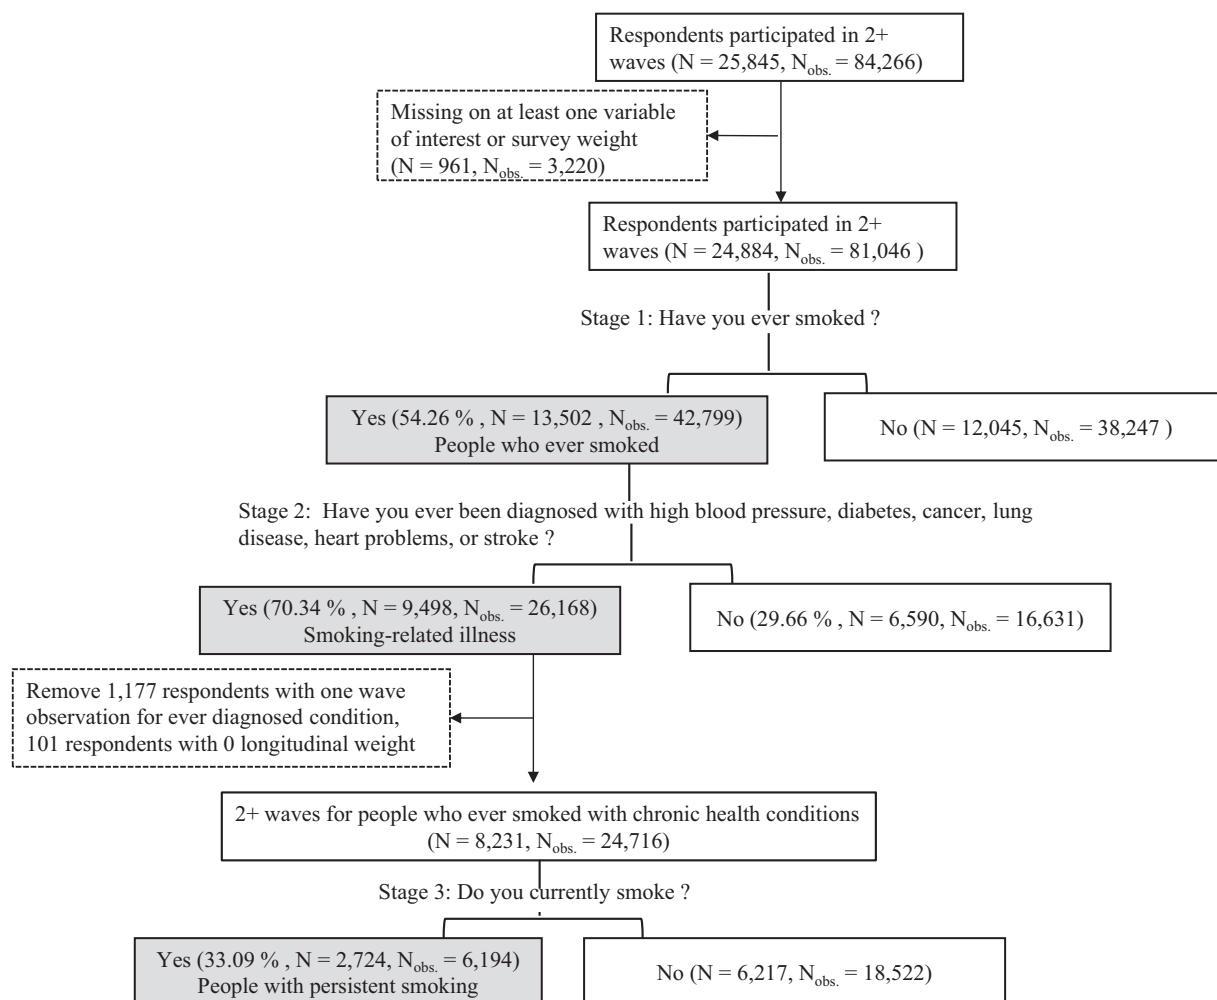 Respondents participated in 2+
waves (N = 25,845, Nobs. = 84,266)
Missing on at least one variable
of interest or survey weight
(N = 961, Nobs. = 3,220)
Respondents participated in 2+
waves (N = 24,884, Nobs. = 81,046 )
Stage 1: Have you ever smoked ?
Yes (54.26 % , N = 13,502 , Nobs. = 42,799)
People who ever smoked
No (N = 12,045, Nobs. = 38,247 )
Stage 2:  Have you ever been diagnosed with high blood pressure, diabetes, cancer, lung
disease, heart problems, or stroke ?
Yes (70.34 % , N = 9,498, Nobs. = 26,168)
Smoking-related illness
No (29.66 % , N = 6,590, Nobs. = 16,631)
Remove 1,177 respondents with one wave
observation for ever diagnosed condition,
101 respondents with 0 longitudinal weight
2+ waves for people who ever smoked with chronic health conditions
(N = 8,231, Nobs. = 24,716)
Stage 3: Do you currently smoke ?
Yes (33.09 % , N = 2,724, Nobs. = 6,194)
People with persistent smoking
No (N = 6,217, Nobs. = 18,522)